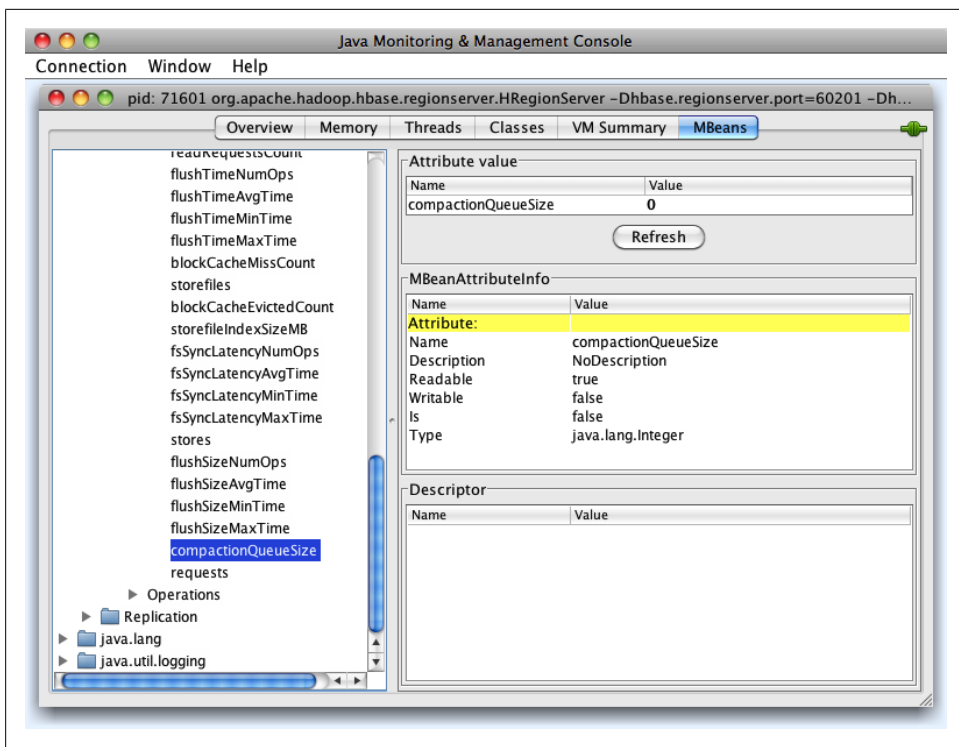 Java Monitoring & Management Console
Connection Window Help
pid: 71601 org.apache.hadoop.hbase.regionserver.HRegionServer -Dhbase.regionserver.port=60201 -Dh...
Overview Memory Threads Classes VM Summary MBeans
readRequestsCount
flushTimeNumOps
flushTimeAvgTime
flushTimeMinTime
flushTimeMaxTime
blockCacheMissCount
storefiles
blockCacheEvictedCount
storefileIndexSizeMB
fsSyncLatencyNumOps
fsSyncLatencyAvgTime
fsSyncLatencyMinTime
fsSyncLatencyMaxTime
stores
flushSizeNumOps
flushSizeAvgTime
flushSizeMinTime
flushSizeMaxTime
compactionQueueSize
requests
Operations
Replication
java.lang
java.util.logging
Attribute value
Name Value
compactionQueueSize 0
Refresh
MBeanAttributeInfo
Name Value
Attribute:
Name compactionQueueSize
Description NoDescription
Readable true
Writable false
Is false
Type java.lang.Integer
Descriptor
Name Value